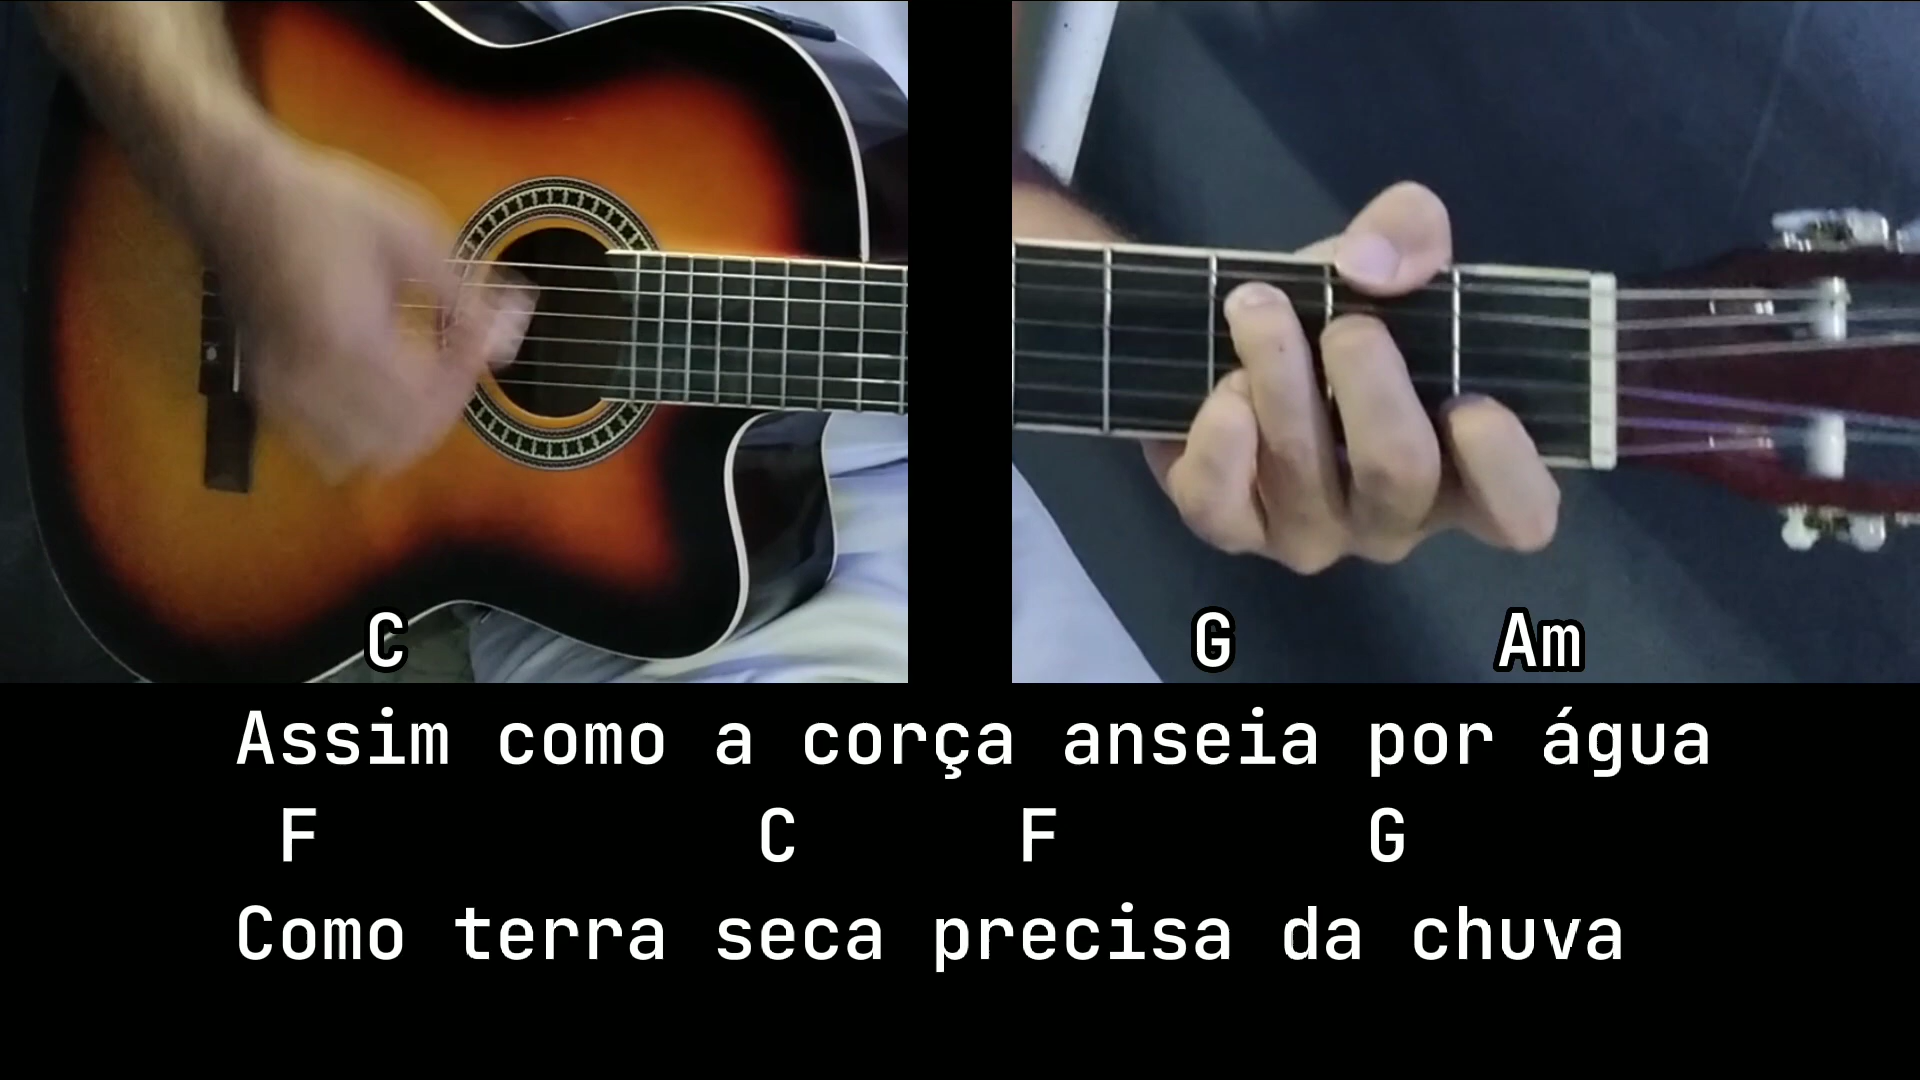 C G Am
Assim como a corça anseia por água
F C F G
Como terra seca precisa da chuva